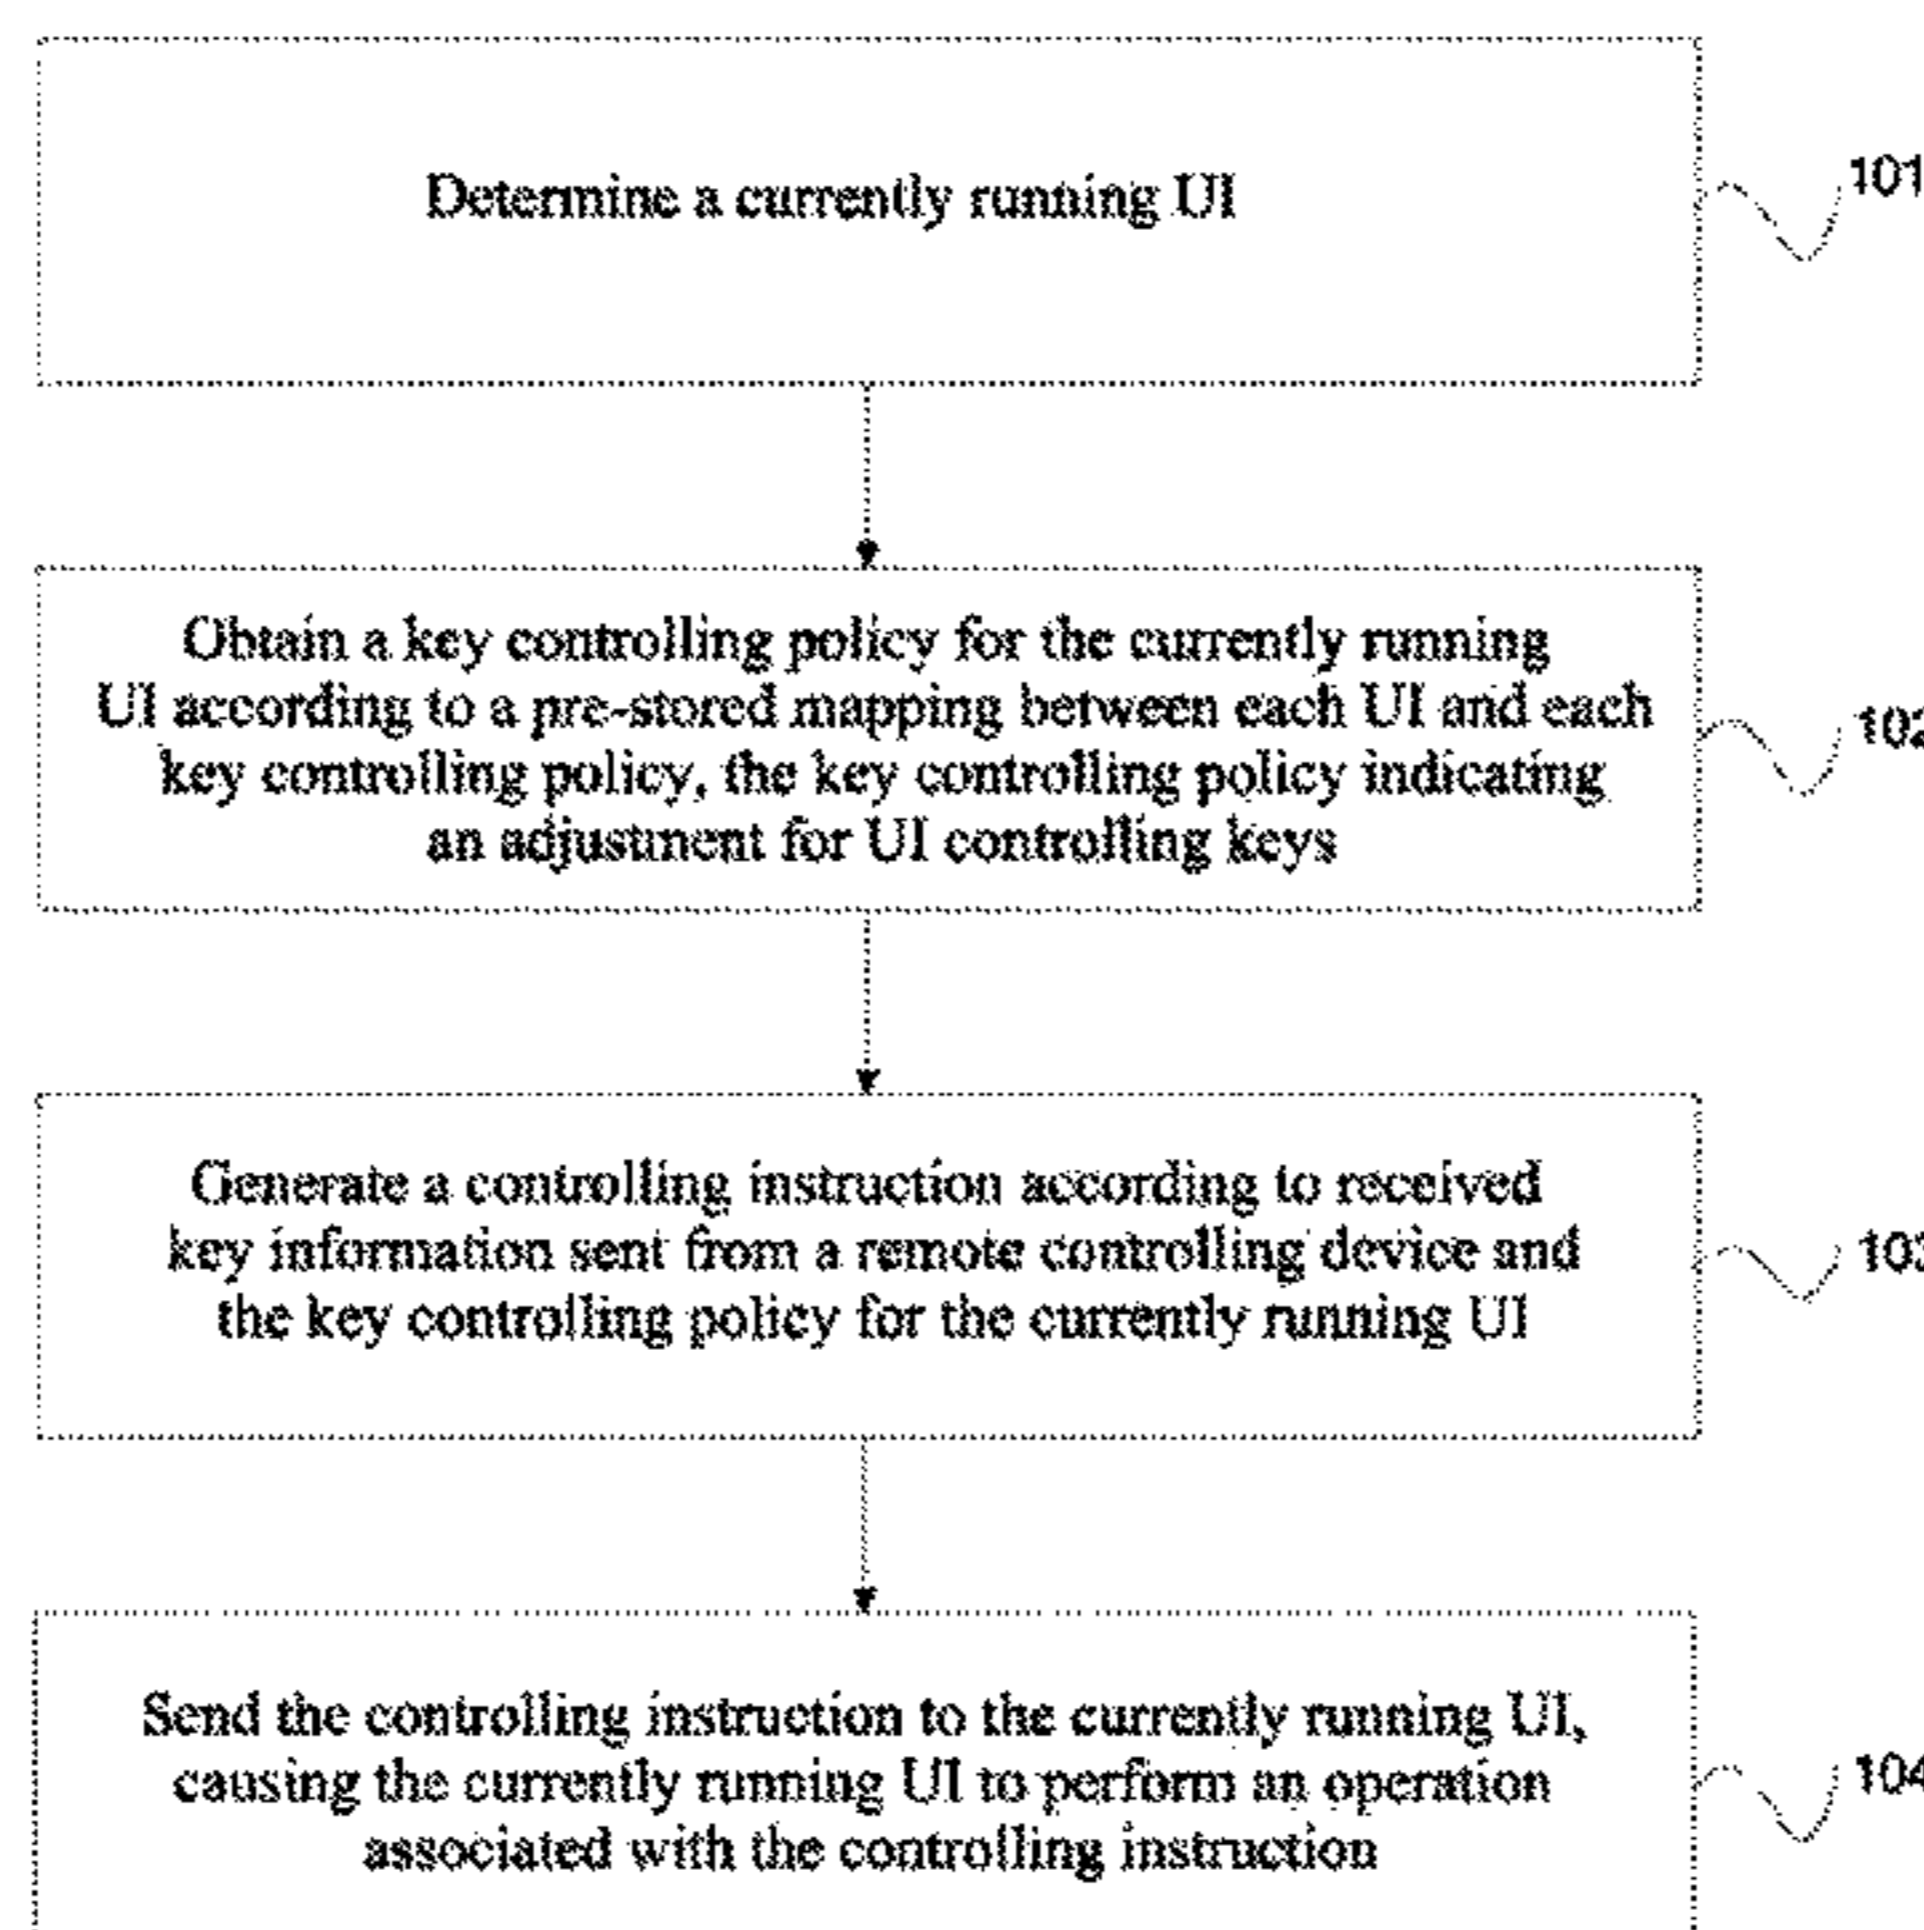 Determine a currently running UI
101
Obtain a key controlling policy for the currently running
UI according to a pre-stored mapping between each UI and each
key controlling policy, the key controlling policy indicating
an adjustment for UI controlling keys
102
Generate a controlling instruction according to received
key information sent from a remote controlling device and
the key controlling policy for the currently running UI
103
Send the controlling instruction to the currently running UI,
causing the currently running UI to perform an operation
associated with the controlling instruction
104